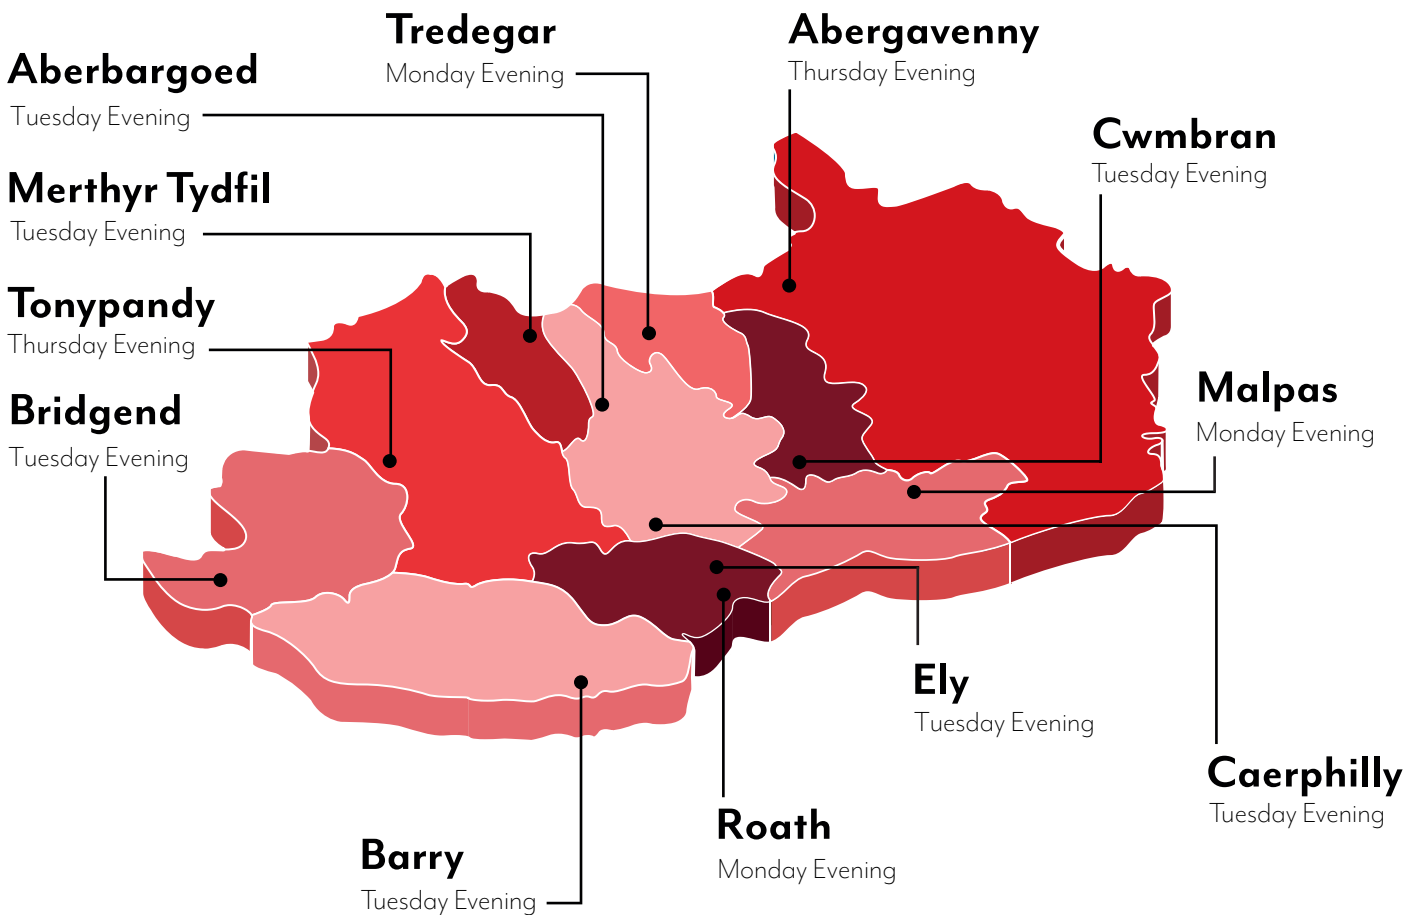 Tredegar
Monday Evening
Abergavenny
Thursday Evening
Aberbargoed
Tuesday Evening
Cwmbran
Tuesday Evening
Merthyr Tydfil
Tuesday Evening
Tonypandy
Thursday Evening
Malpas
Monday Evening
Bridgend
Tuesday Evening
Ely
Tuesday Evening
Caerphilly
Tuesday Evening
Roath
Monday Evening
Barry
Tuesday Evening